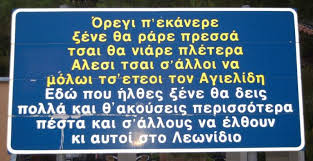 Όρεγι π'εκάνερε
ξένε θα ράρε πρεσσά
τσαι θα νιάρε πλέτερα
Αλεσι τσαι σ'άλλοι να
μόλωι τσ'ετεοι τον Αγιελίδη
Εδώ που ήλθες ξένε θα δεις
πολλά και θ'ακούσεις περισσότερα
πέστα και σ'άλλους να έλθουν
κι αυτοί στο Λεωνίδιο